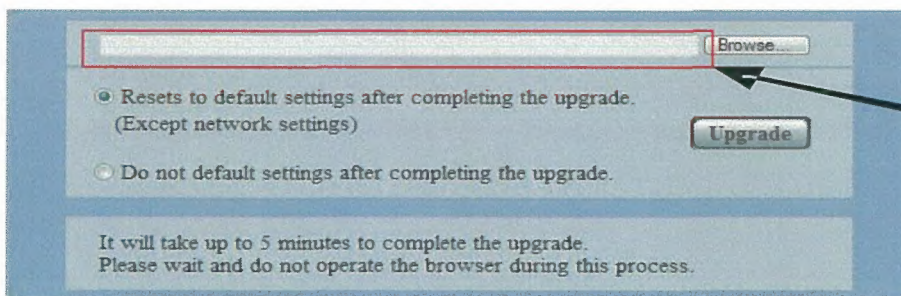 Browse...
Resets to default settings after completing the upgrade.
(Except network settings)
Upgrade
Do not default settings after completing the upgrade.
It will take up to 5 minutes to complete the upgrade.
Please wait and do not operate the browser during this process.